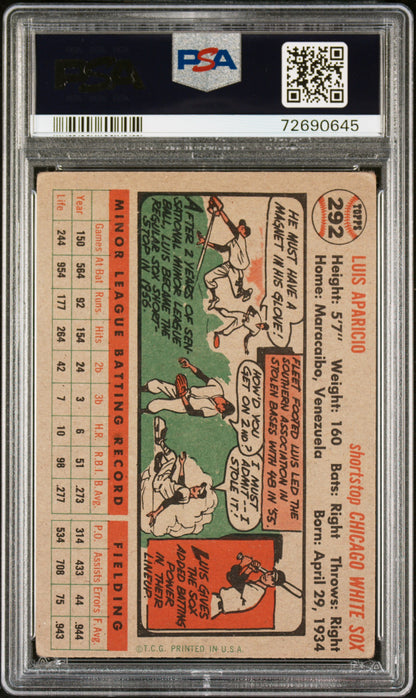 PSA
PSA
72690645
TOPPS
292
LUIS APARICIO
shortstop CHICAGO WHITE SOX
Height: 5'7" Weight: 160 Bats: Right Throws: Right
Home: Maracaibo, Venezuela Born: April 29, 1934
HE MUST HAVE A
MAGNET IN HIS GLOVE!
AFTER 2 YEARS OF SEN-
SATIONAL MINOR LEAGUE
BALL, LUIS BECAME THE
REGULAR SOX SHORT-
STOP IN 1956
FLEET FOOTED LUIS LED THE
SOUTHERN ASSOCIATION IN
STOLEN BASES WITH 48 IN '55.
HOW'D YOU
GET ON 2ND?
I MUST
ADMIT--I
STOLE IT!
LUIS GIVES
THE SOX
ADDED BATTING
POWER
IN THEIR
LINEUP.
MINOR LEAGUE BATTING RECORD FIELDING
Games At-Bat Runs Hits 2b 3b H.R. R.B.I. B. Avg. P.O. Assists Errors F. Avg.
Year 150 564 92 154 24 3 6 51 .273 314 433 44 .944
Life 244 954 177 264 42 7 10 98 .277 534 708 75 .943
©T.C.G. PRINTED IN U.S.A.